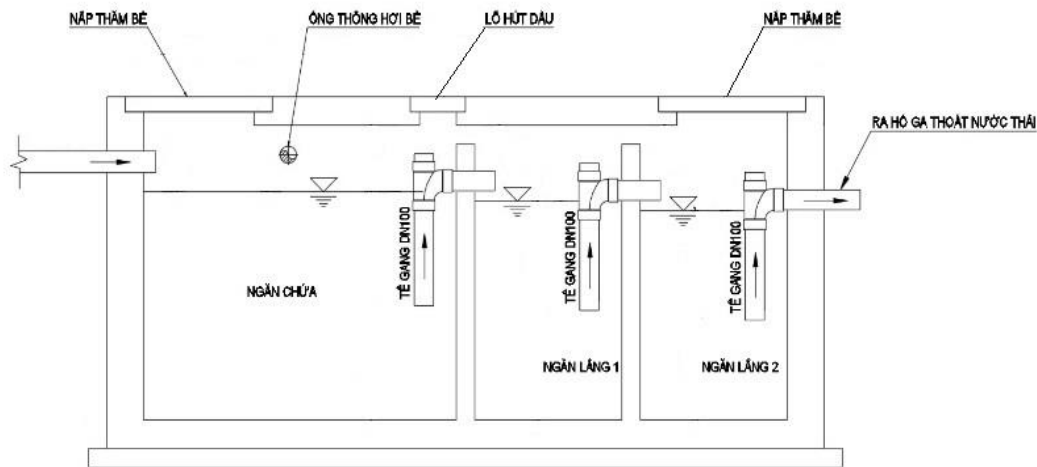 NẮP THĂM BỂ
ỐNG THÔNG HƠI BỂ
LỖ HÚT DẦU
NẮP THĂM BỂ
RA HỐ GA THOÁT NƯỚC THẢI
TÊ GANG DN100
TÊ GANG DN100
TÊ GANG DN100
NGĂN CHỨA
NGĂN LẮNG 1
NGĂN LẮNG 2